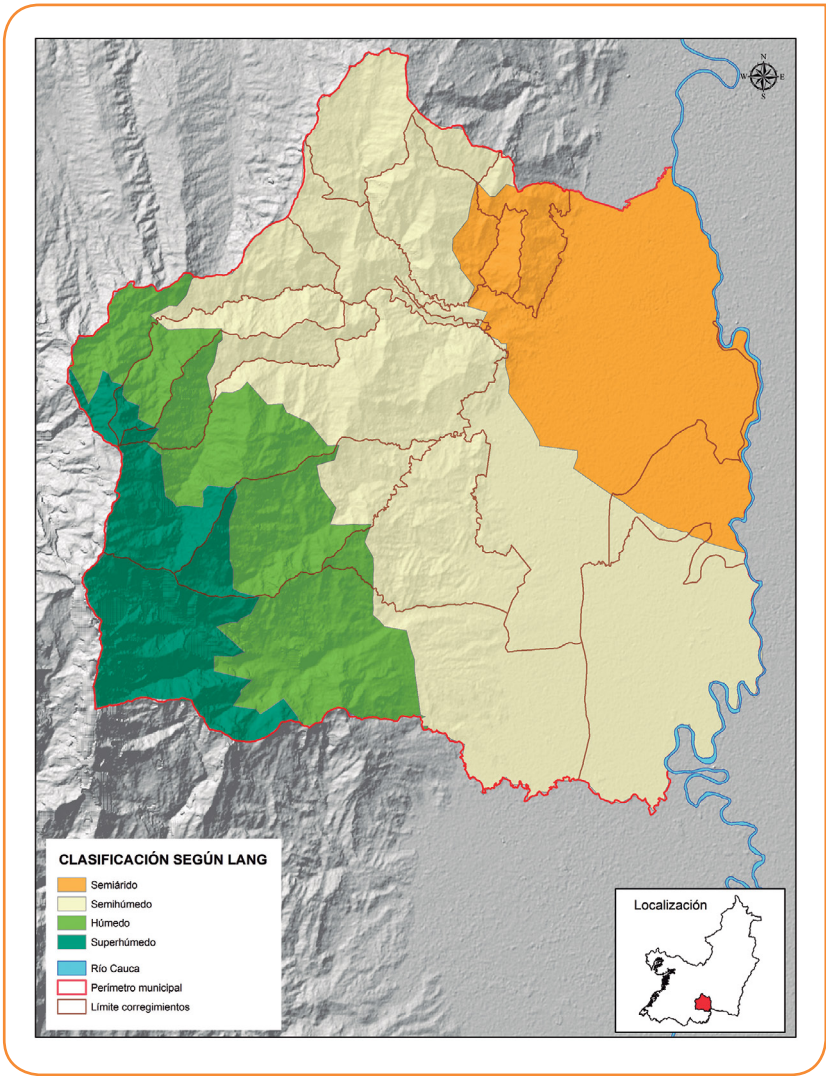 N
W E
S
CLASIFICACIÓN SEGÚN LANG
Semiárido
Semihúmedo
Húmedo
Superhúmedo
Río Cauca
Perímetro municipal
Límite corregimientos
Localización